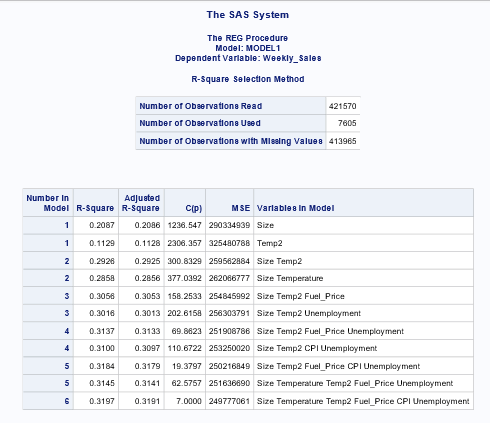 The SAS System
The REG Procedure
Model: MODEL1
Dependent Variable: Weekly_Sales
R-Square Selection Method
Number of Observations Read 421570
Number of Observations Used 7605
Number of Observations with Missing Values 413965
Number in Model R-Square Adjusted R-Square C(p) MSE Variables in Model
1 0.2087 0.2086 1236.547 290334939 Size
1 0.1129 0.1128 2306.357 325480788 Temp2
2 0.2926 0.2925 300.8329 259562884 Size Temp2
2 0.2858 0.2856 377.0392 262066777 Size Temperature
3 0.3056 0.3053 158.2533 254845992 Size Temp2 Fuel_Price
3 0.3016 0.3013 202.6158 256303791 Size Temp2 Unemployment
4 0.3137 0.3133 69.8623 251908786 Size Temp2 Fuel_Price Unemployment
4 0.3100 0.3097 110.6722 253250020 Size Temp2 CPI Unemployment
5 0.3184 0.3179 19.3797 250216849 Size Temp2 Fuel_Price CPI Unemployment
5 0.3145 0.3141 62.5757 251636690 Size Temperature Temp2 Fuel_Price Unemployment
6 0.3197 0.3191 7.0000 249777061 Size Temperature Temp2 Fuel_Price CPI Unemployment